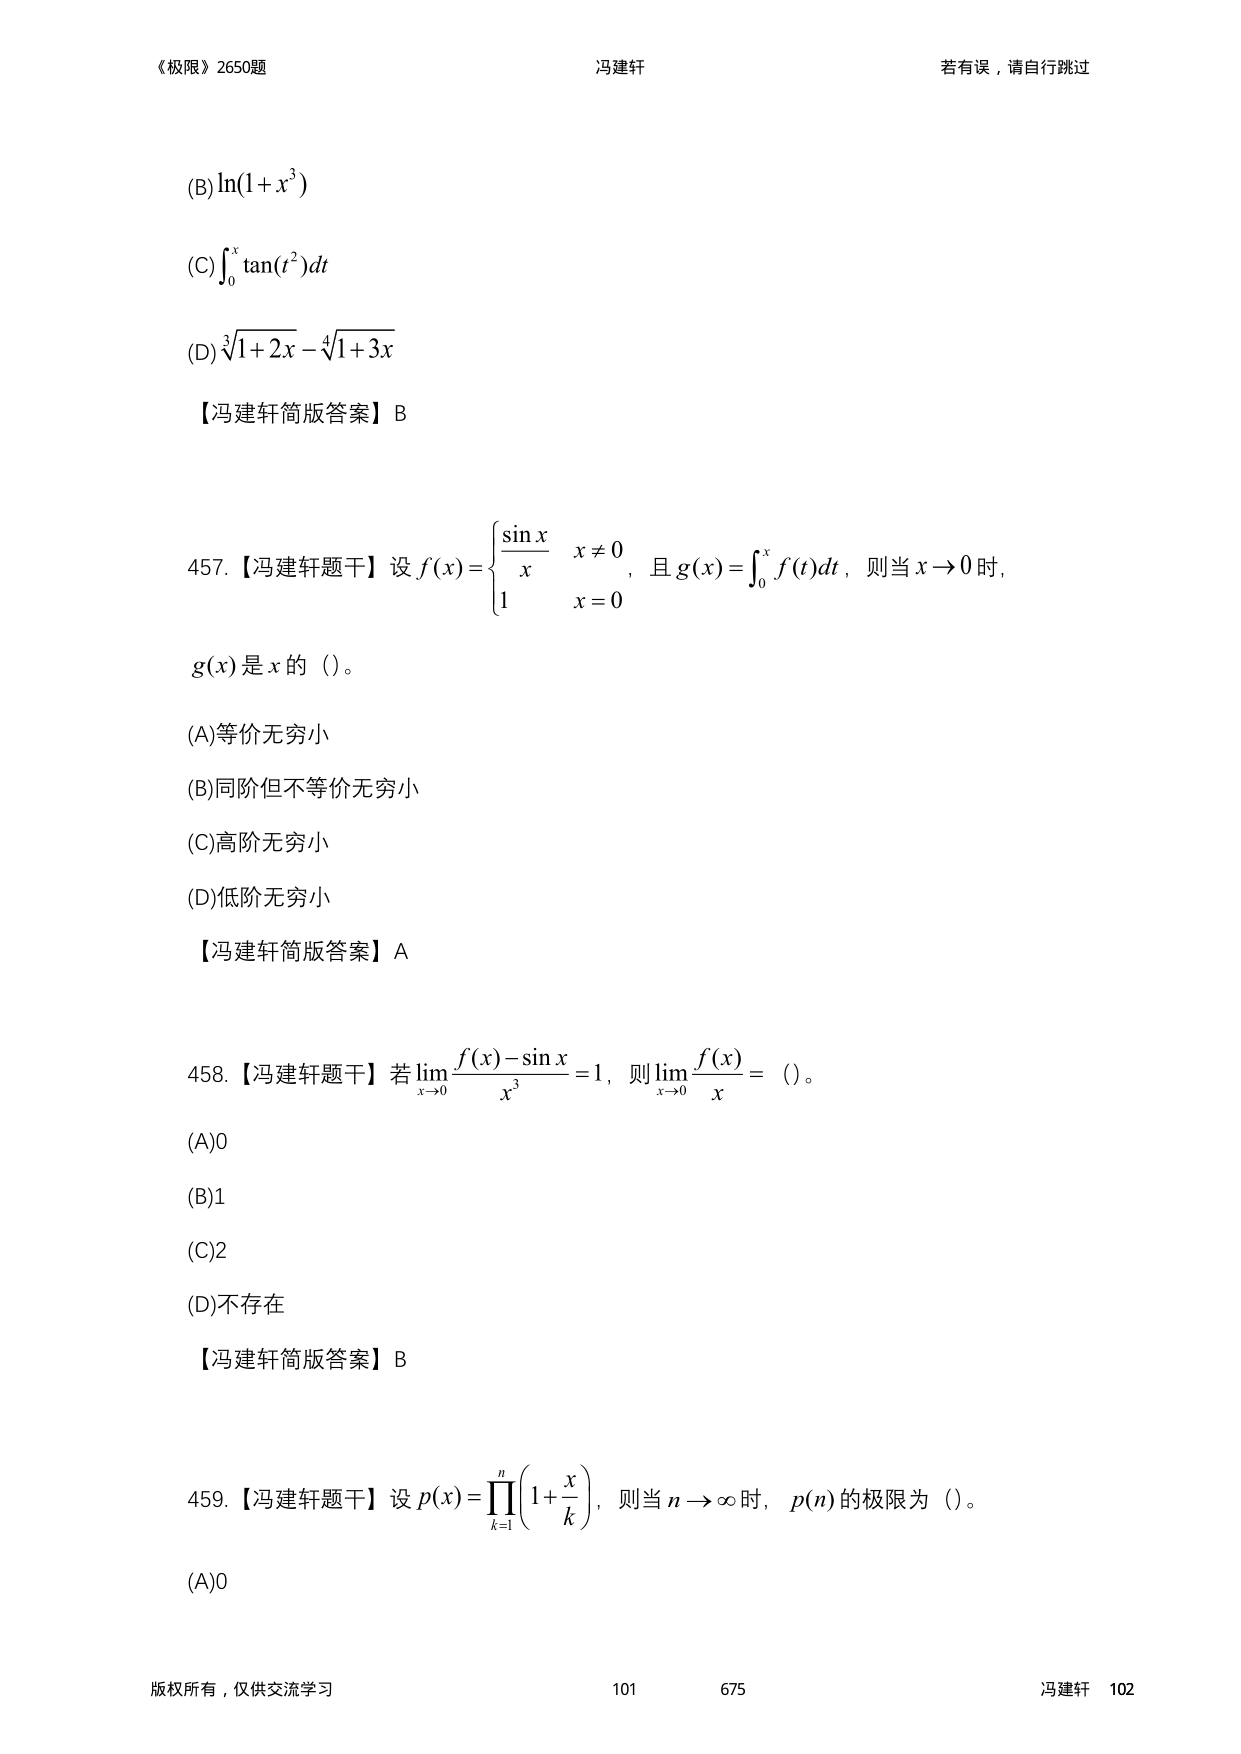 《极限》2650题 冯建轩 若有误，请自行跳过
(B) ln(1+x³)
(C) ∫₀ˣ tan(t²)dt
(D) ∛(1+2x) − ∜(1+3x)
【冯建轩简版答案】B
457.【冯建轩题干】设 f(x) = { sin x / x  x ≠ 0 ; 1  x = 0 ，且 g(x) = ∫₀ˣ f(t)dt ，则当 x → 0 时，
g(x) 是 x 的（）。
(A)等价无穷小
(B)同阶但不等价无穷小
(C)高阶无穷小
(D)低阶无穷小
【冯建轩简版答案】A
458.【冯建轩题干】若 lim_{x→0} (f(x) − sin x)/x³ = 1，则 lim_{x→0} f(x)/x = （）。
(A)0
(B)1
(C)2
(D)不存在
【冯建轩简版答案】B
459.【冯建轩题干】设 p(x) = ∏_{k=1}^{n} (1 + x/k)，则当 n → ∞ 时， p(n) 的极限为（）。
(A)0
版权所有，仅供交流学习 101 675 冯建轩 102